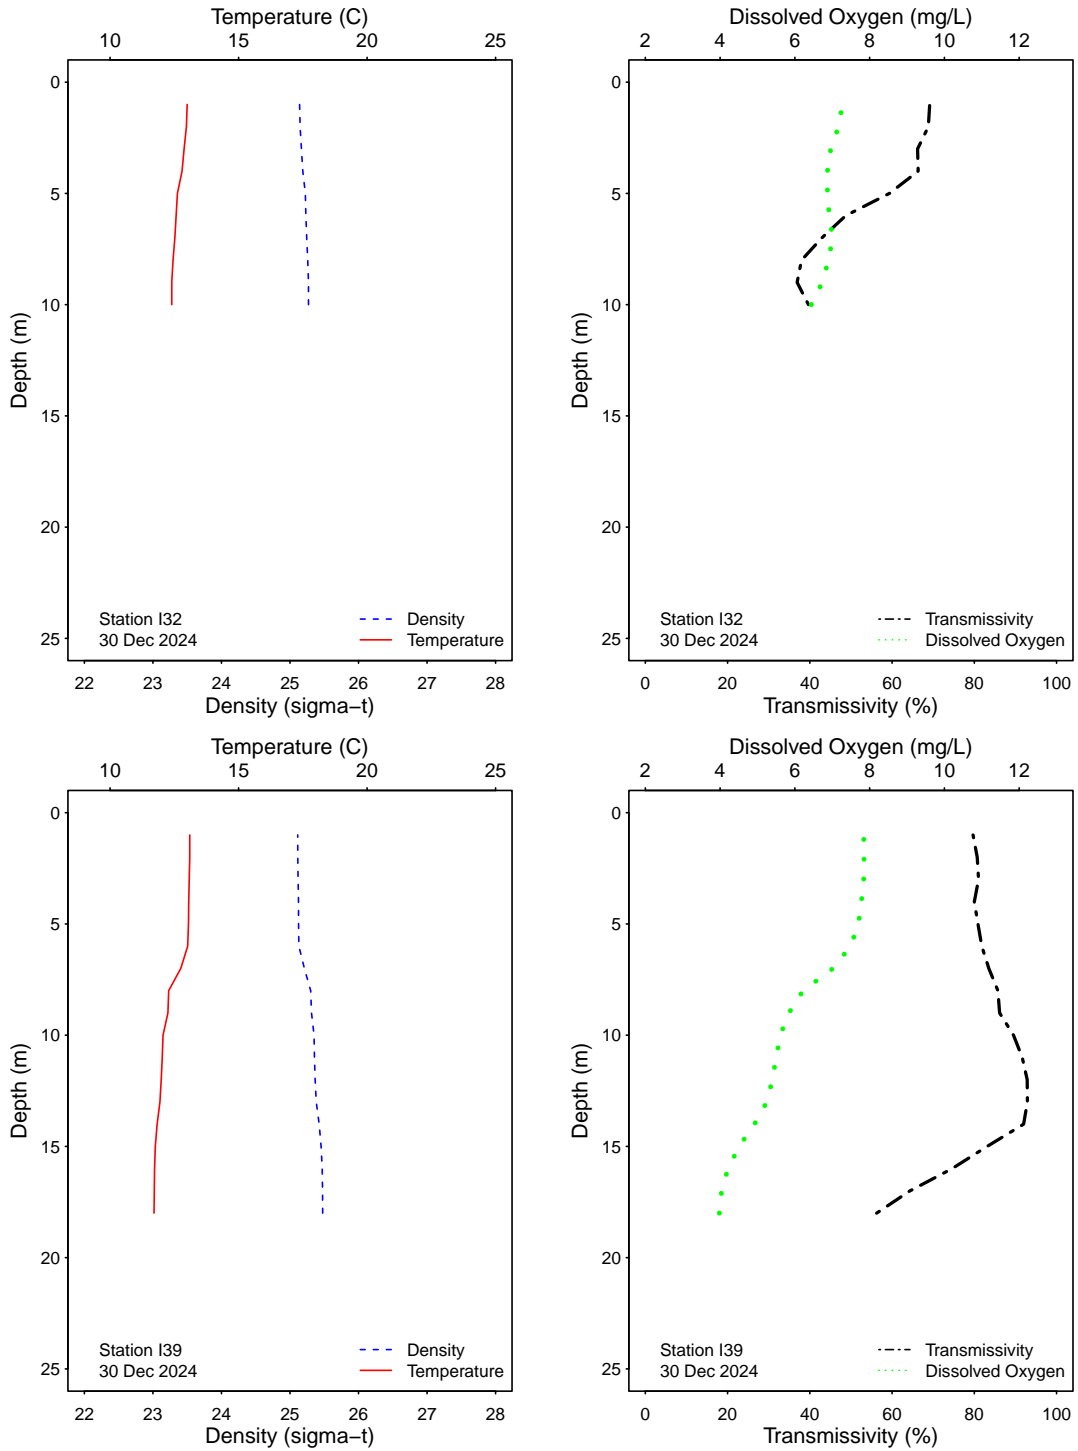 Temperature (C)
10 15 20 25
0
5
10
15
20
25
Depth (m)
Station I32
30 Dec 2024
Density
Temperature
22 23 24 25 26 27 28
Density (sigma−t)
Dissolved Oxygen (mg/L)
2 4 6 8 10 12
0
5
10
15
20
25
Depth (m)
Station I32
30 Dec 2024
Transmissivity
Dissolved Oxygen
0 20 40 60 80 100
Transmissivity (%)
Temperature (C)
10 15 20 25
0
5
10
15
20
25
Depth (m)
Station I39
30 Dec 2024
Density
Temperature
22 23 24 25 26 27 28
Density (sigma−t)
Dissolved Oxygen (mg/L)
2 4 6 8 10 12
0
5
10
15
20
25
Depth (m)
Station I39
30 Dec 2024
Transmissivity
Dissolved Oxygen
0 20 40 60 80 100
Transmissivity (%)